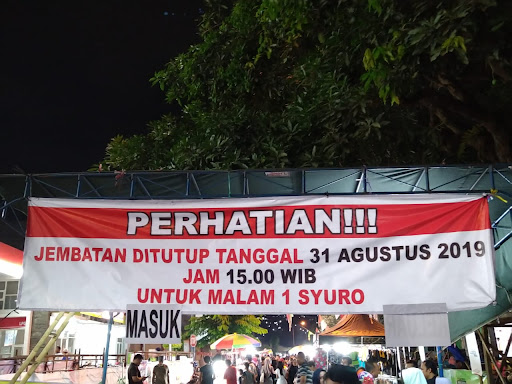 PERHATIAN!!!
JEMBATAN DITUTUP TANGGAL 31 AGUSTUS 2019
JAM 15.00 WIB
UNTUK MALAM 1 SYURO
MASUK